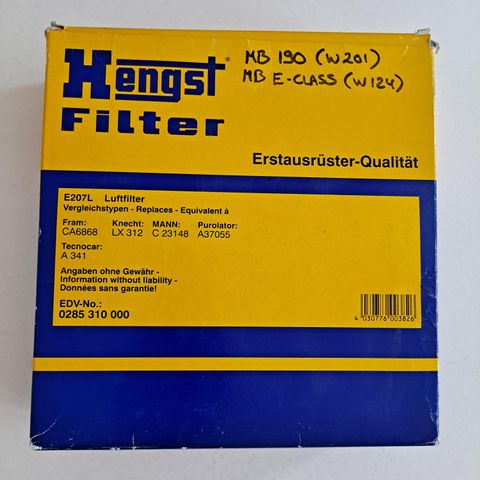 Hengst
Filter
MB 190 (W201)
MB E-CLASS (W124)
Erstausrüster-Qualität
E207L Luftfilter
Vergleichstypen - Replaces - Equivalent à
Fram: Knecht: MANN: Purolator:
CA6868 LX 312 C 23148 A37055
Tecnocar:
A 341
Angaben ohne Gewähr -
Information without liability -
Données sans garantie!
EDV-No.:
0285 310 000
4 030776 003826